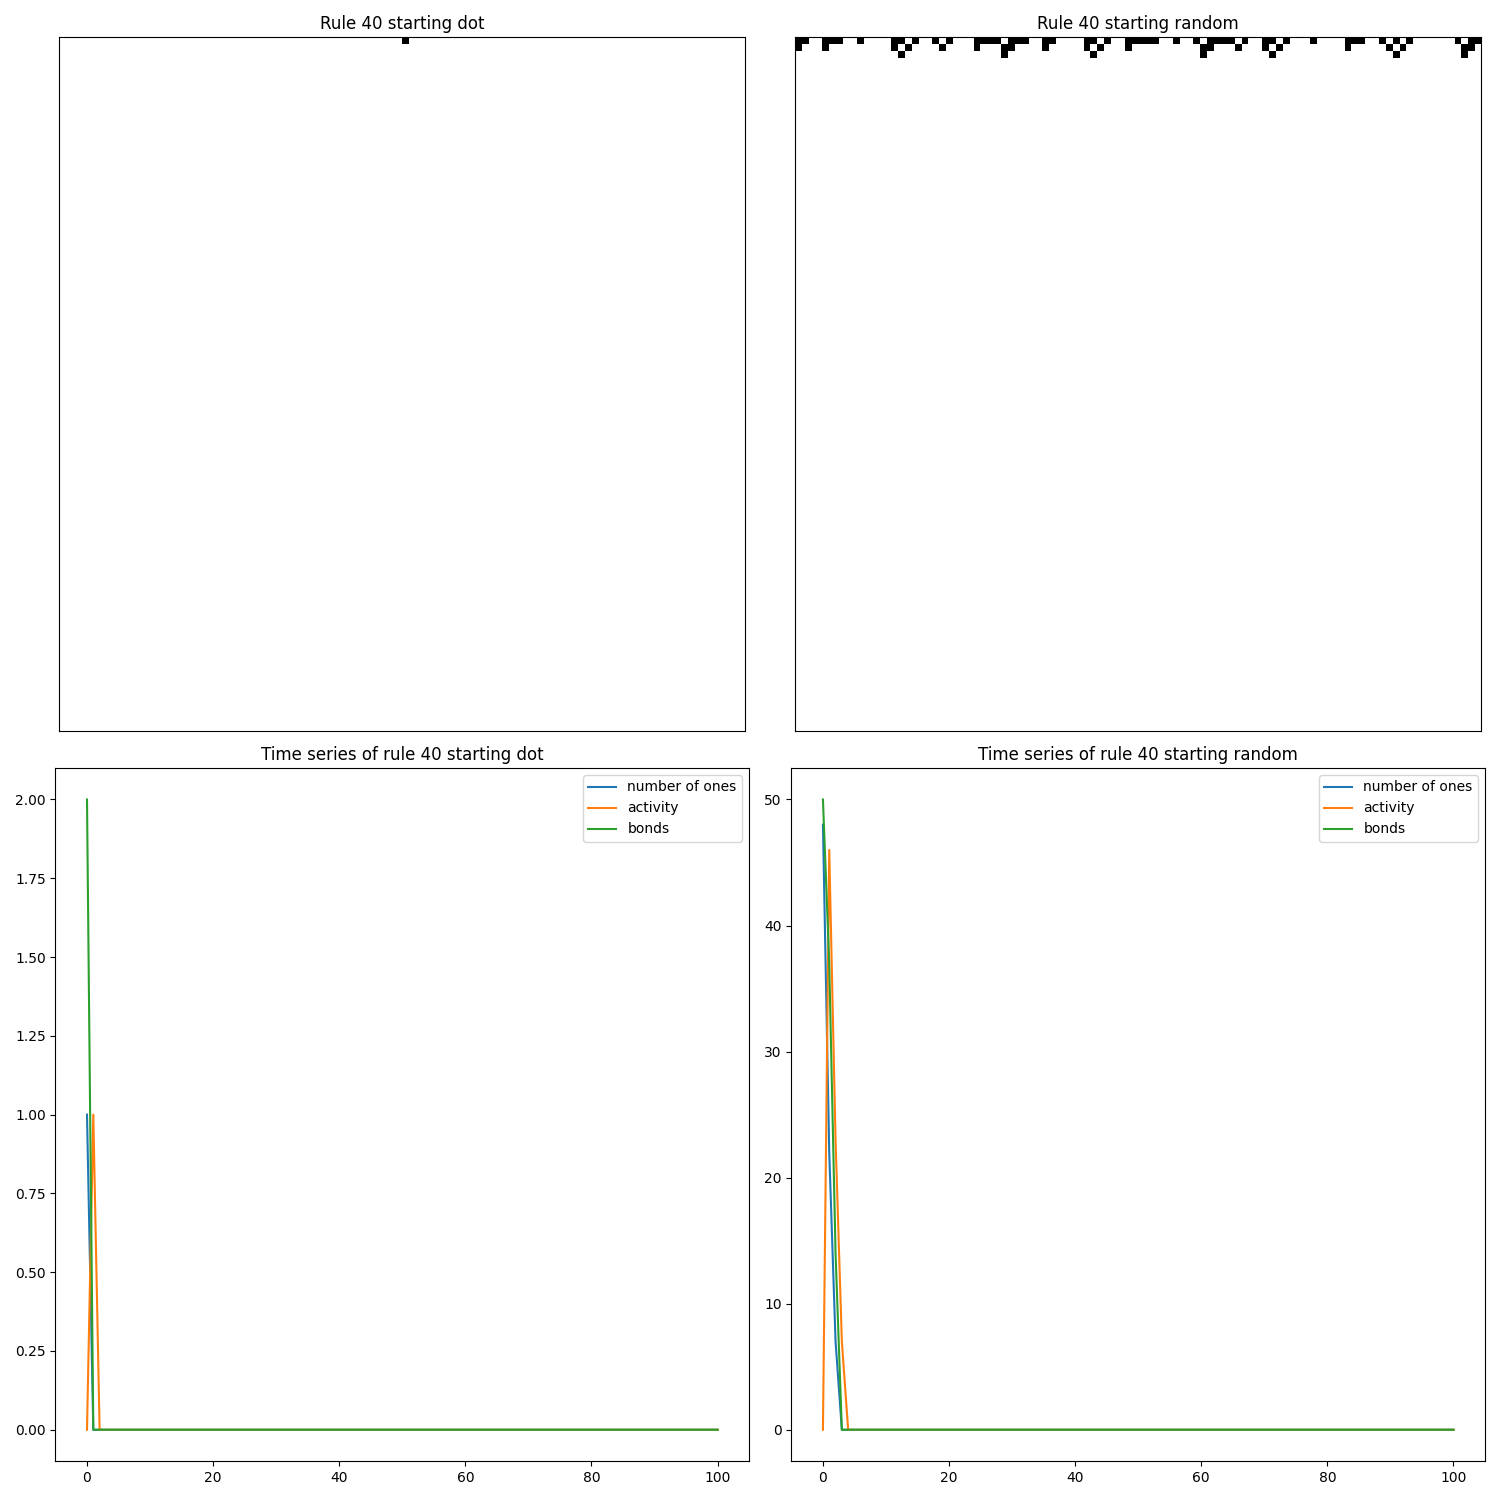 Rule 40 starting dot
Rule 40 starting random
Time series of rule 40 starting dot
number of ones
activity
bonds
2.00
1.75
1.50
1.25
1.00
0.75
0.50
0.25
0.00
0 20 40 60 80 100
Time series of rule 40 starting random
number of ones
activity
bonds
50
40
30
20
10
0
0 20 40 60 80 100